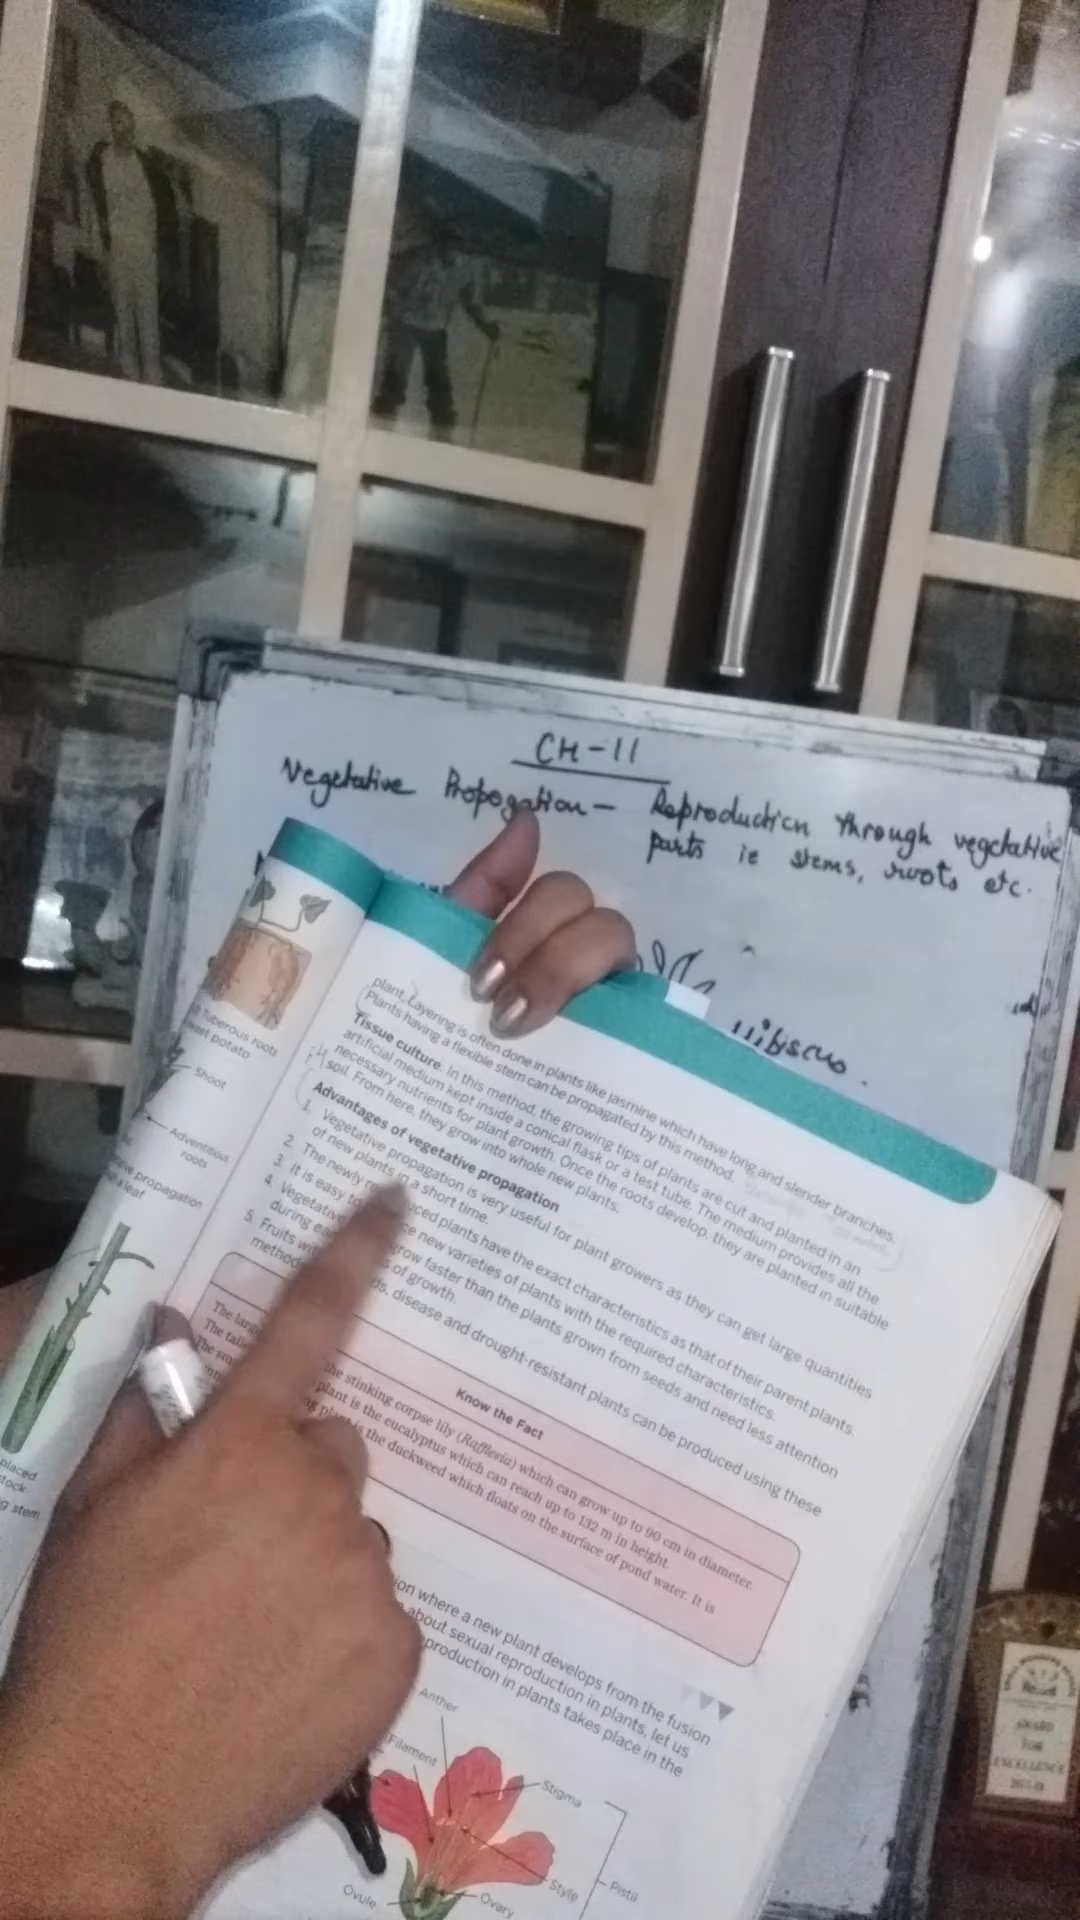 CH-11
Vegetative Propogation - Reproduction through vegetative
parts ie stems, roots etc.
Tuberous roots
sweet potato
Shoot
Adventitious
roots
propagation
a leaf
placed
stock
stem
plant. Layering is often done in plants like jasmine which have long and slender branches.
Plants having a flexible stem can be propagated by this method.
Tissue culture. In this method, the growing tips of plants are cut and planted in an
artificial medium kept inside a conical flask or a test tube. The medium provides all the
necessary nutrients for plant growth. Once the roots develop, they are planted in suitable
soil. From here, they grow into whole new plants.
Advantages of vegetative propagation
1. Vegetative propagation is very useful for plant growers as they can get large quantities
of new plants in a short time.
2. The newly plants have the exact characteristics as that of their parent plants.
3. It is easy to new varieties of plants with the required characteristics.
4. Vegetative grow faster than the plants grown from seeds and need less attention
during of growth.
5. Fruits disease and drought-resistant plants can be produced using these
methods
Know the Fact
The the stinking corpse lily (Rafflesia) which can grow up to 90 cm in diameter.
The plant is the eucalyptus which can reach up to 132 m in height.
The is the duckweed which floats on the surface of pond water. It is
where a new plant develops from the fusion
about sexual reproduction in plants, let us
reproduction in plants takes place in the
Anther
Filament
Stigma
Style
Pistil
Ovule
Ovary
AWARD
FOR
EXCELLENCE